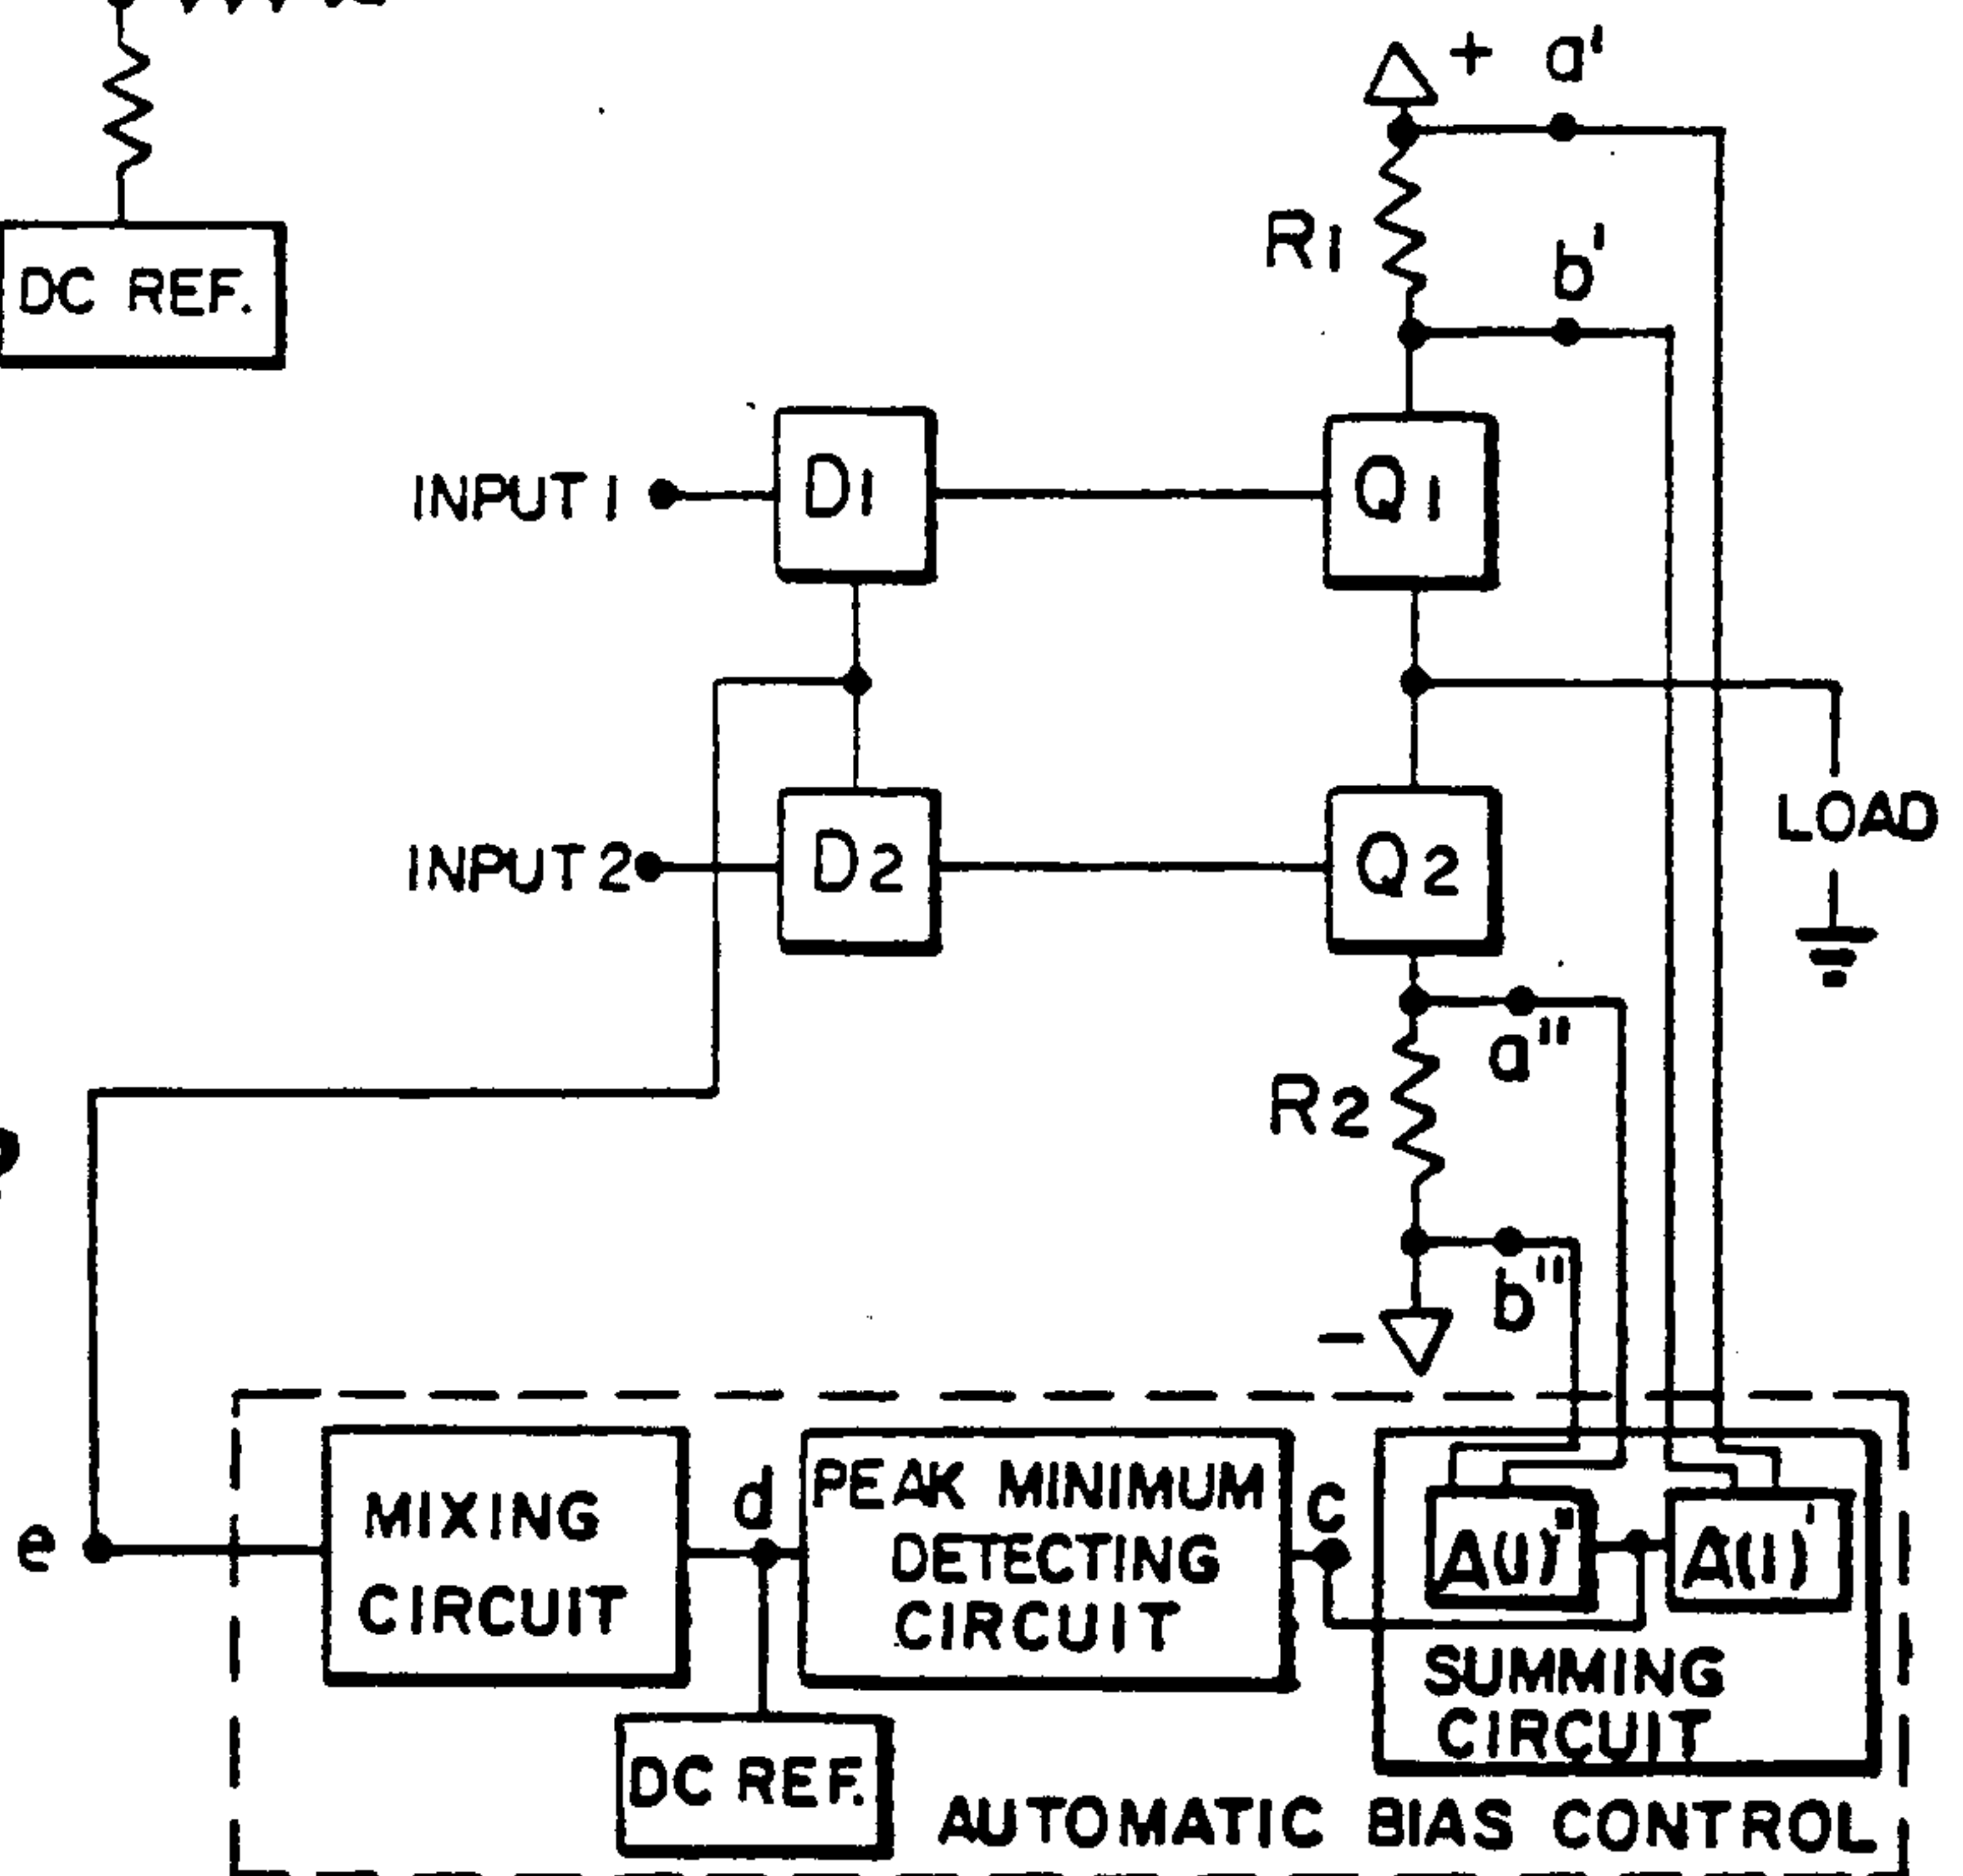 + a'
R1
b'
DC REF.
INPUT 1
D1
Q1
LOAD
INPUT 2
D2
Q2
a"
R2
b"
−
e
MIXING
CIRCUIT
d
PEAK MINIMUM
DETECTING
CIRCUIT
C
A(I)"
A(I)'
SUMMING
CIRCUIT
DC REF.
AUTOMATIC BIAS CONTROL